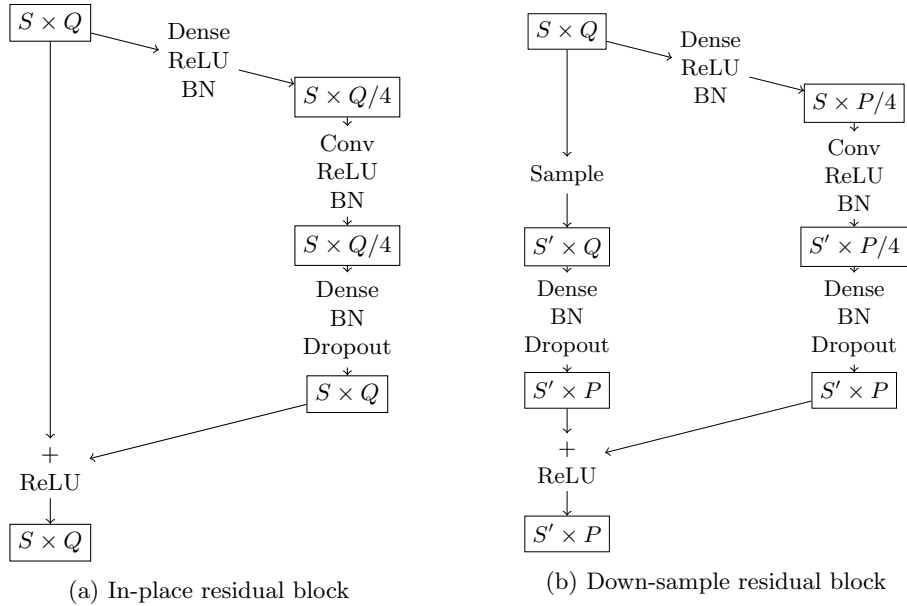 S × Q
Dense
ReLU
BN
S × Q/4
Conv
ReLU
BN
S × Q/4
Dense
BN
Dropout
S × Q
+
ReLU
S × Q
(a) In-place residual block
S × Q
Dense
ReLU
BN
S × P/4
Conv
ReLU
BN
S′ × P/4
Dense
BN
Dropout
S′ × P
Sample
S′ × Q
Dense
BN
Dropout
S′ × P
+
ReLU
S′ × P
(b) Down-sample residual block